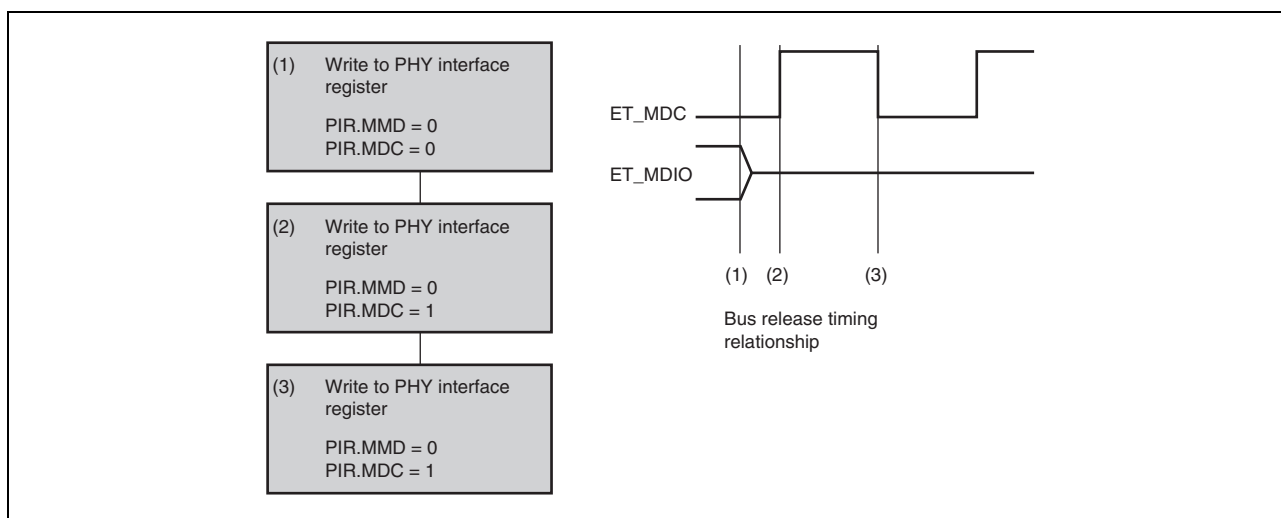 (1) Write to PHY interface
register
PIR.MMD = 0
PIR.MDC = 0
(2) Write to PHY interface
register
PIR.MMD = 0
PIR.MDC = 1
(3) Write to PHY interface
register
PIR.MMD = 0
PIR.MDC = 1
ET_MDC
ET_MDIO
(1) (2) (3)
Bus release timing
relationship